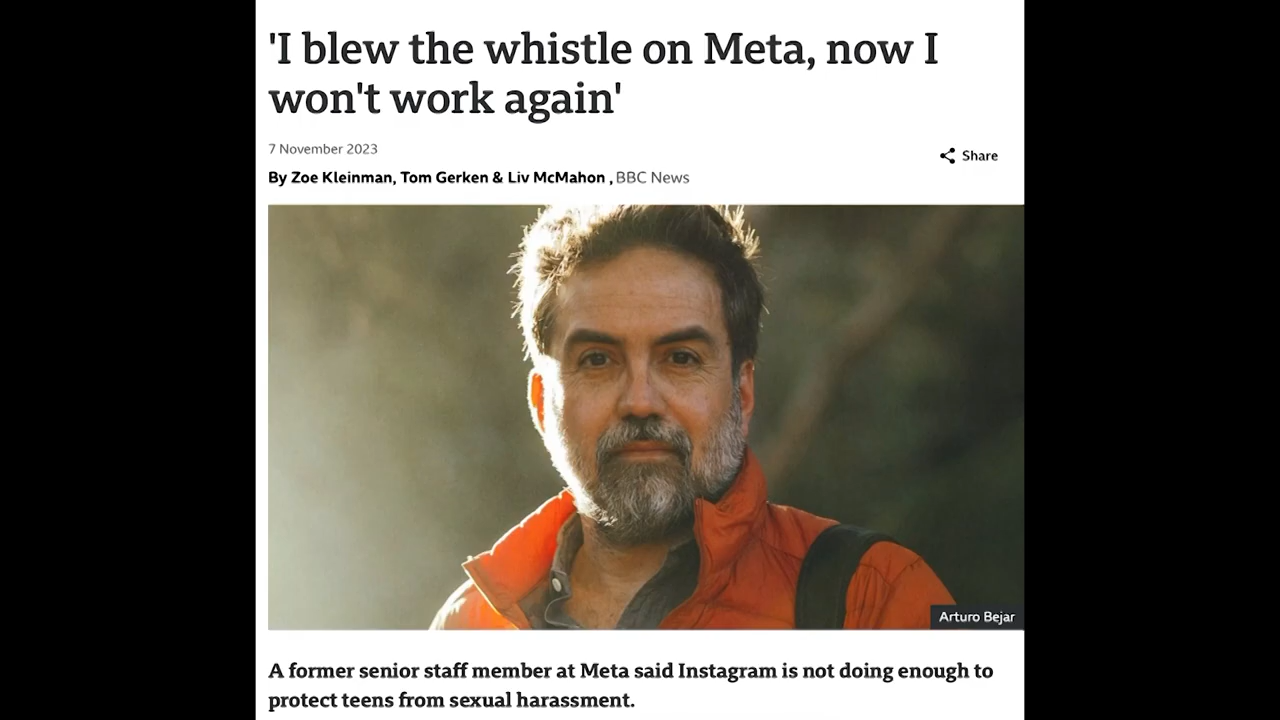 'I blew the whistle on Meta, now I
won't work again'
7 November 2023
Share
By Zoe Kleinman, Tom Gerken & Liv McMahon , BBC News
Arturo Bejar
A former senior staff member at Meta said Instagram is not doing enough to
protect teens from sexual harassment.